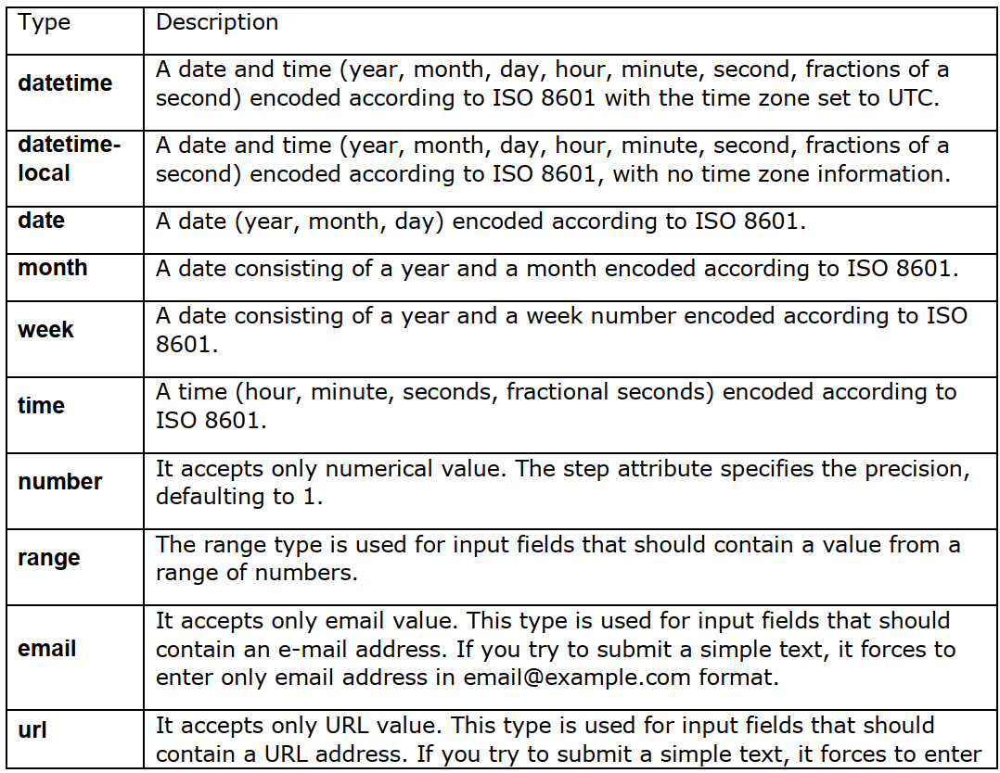 Type Description
datetime A date and time (year, month, day, hour, minute, second, fractions of a
second) encoded according to ISO 8601 with the time zone set to UTC.
datetime-
local
A date and time (year, month, day, hour, minute, second, fractions of a
second) encoded according to ISO 8601, with no time zone information.
date A date (year, month, day) encoded according to ISO 8601.
month A date consisting of a year and a month encoded according to ISO 8601.
week A date consisting of a year and a week number encoded according to ISO
8601.
time A time (hour, minute, seconds, fractional seconds) encoded according to
ISO 8601.
number It accepts only numerical value. The step attribute specifies the precision,
defaulting to 1.
range The range type is used for input fields that should contain a value from a
range of numbers.
email It accepts only email value. This type is used for input fields that should
contain an e-mail address. If you try to submit a simple text, it forces to
enter only email address in email@example.com format.
url It accepts only URL value. This type is used for input fields that should
contain a URL address. If you try to submit a simple text, it forces to enter